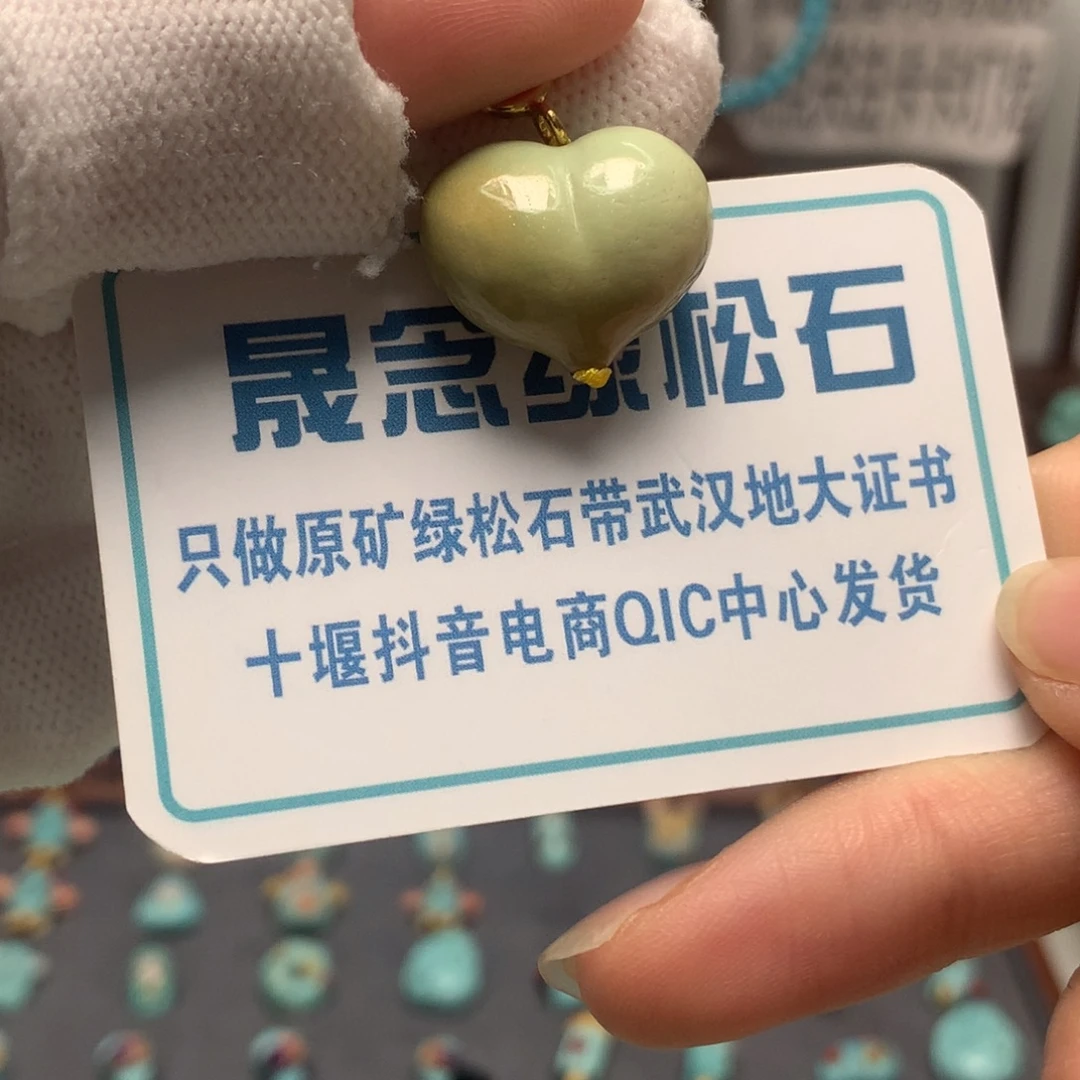 晟念绿松石
只做原矿绿松石带武汉地大证书
十堰抖音电商QIC中心发货